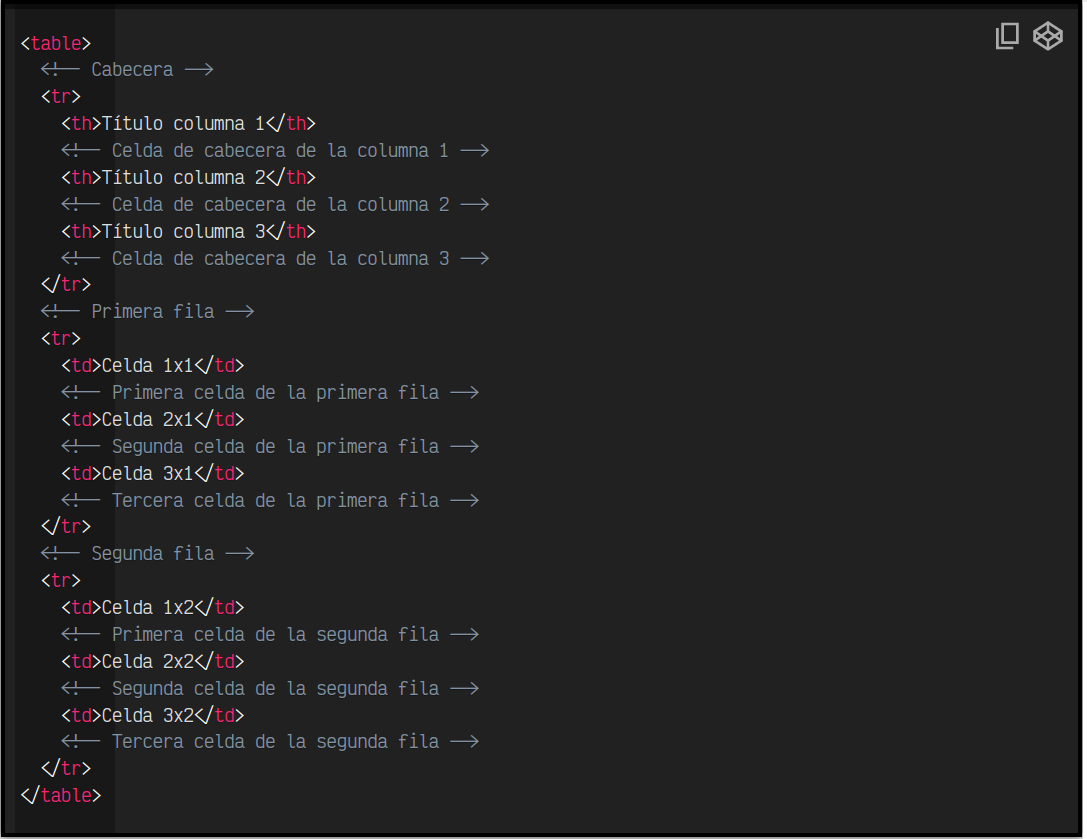 <table>
<!-- Cabecera -->
<tr>
<th>Título columna 1</th>
<!-- Celda de cabecera de la columna 1 -->
<th>Título columna 2</th>
<!-- Celda de cabecera de la columna 2 -->
<th>Título columna 3</th>
<!-- Celda de cabecera de la columna 3 -->
</tr>
<!-- Primera fila -->
<tr>
<td>Celda 1x1</td>
<!-- Primera celda de la primera fila -->
<td>Celda 2x1</td>
<!-- Segunda celda de la primera fila -->
<td>Celda 3x1</td>
<!-- Tercera celda de la primera fila -->
</tr>
<!-- Segunda fila -->
<tr>
<td>Celda 1x2</td>
<!-- Primera celda de la segunda fila -->
<td>Celda 2x2</td>
<!-- Segunda celda de la segunda fila -->
<td>Celda 3x2</td>
<!-- Tercera celda de la segunda fila -->
</tr>
</table>